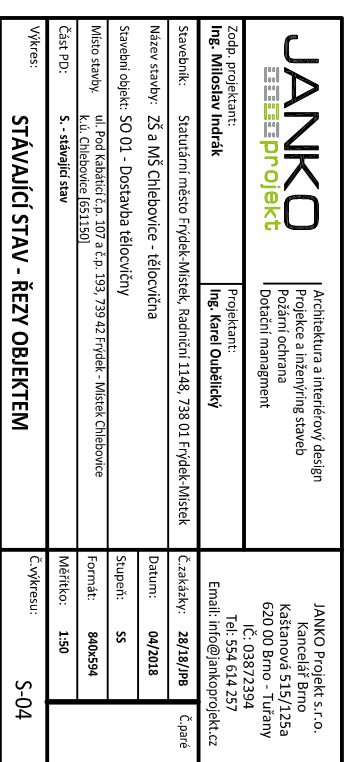 JANKO
projekt
Architektura a interiérový design
Projekce a inženýring staveb
Požární ochrana
Dotační managment
JANKO Projekt s.r.o.
Kancelář Brno
Kaštanová 515/125a
620 00 Brno - Tuřany
IČ: 03872394
Tel: 554 614 257
Email: info@jankoprojekt.cz
Zodp. projektant:
Ing. Miloslav Indrák
Projektant:
Ing. Karel Oubělický
Stavebník: Statutární město Frýdek-Místek, Radniční 1148, 738 01 Frýdek-Místek
Název stavby: ZŠ a MŠ Chlebovice - tělocvična
Stavební objekt: SO 01 - Dostavba tělocvičny
Místo stavby: ul. Pod Kabáticí č.p. 107 a č.p. 193, 739 42 Frýdek - Místek Chlebovice
k.ú. Chlebovice [651150]
Část PD: S. - stávající stav
Č.zakázky: 28/18/JPB
Datum: 04/2018
Stupeň: SS
Formát: 840x594
Měřítko: 1:50
Č.paré
Výkres: STÁVAJÍCÍ STAV - ŘEZY OBJEKTEM
Č.výkresu: S-04